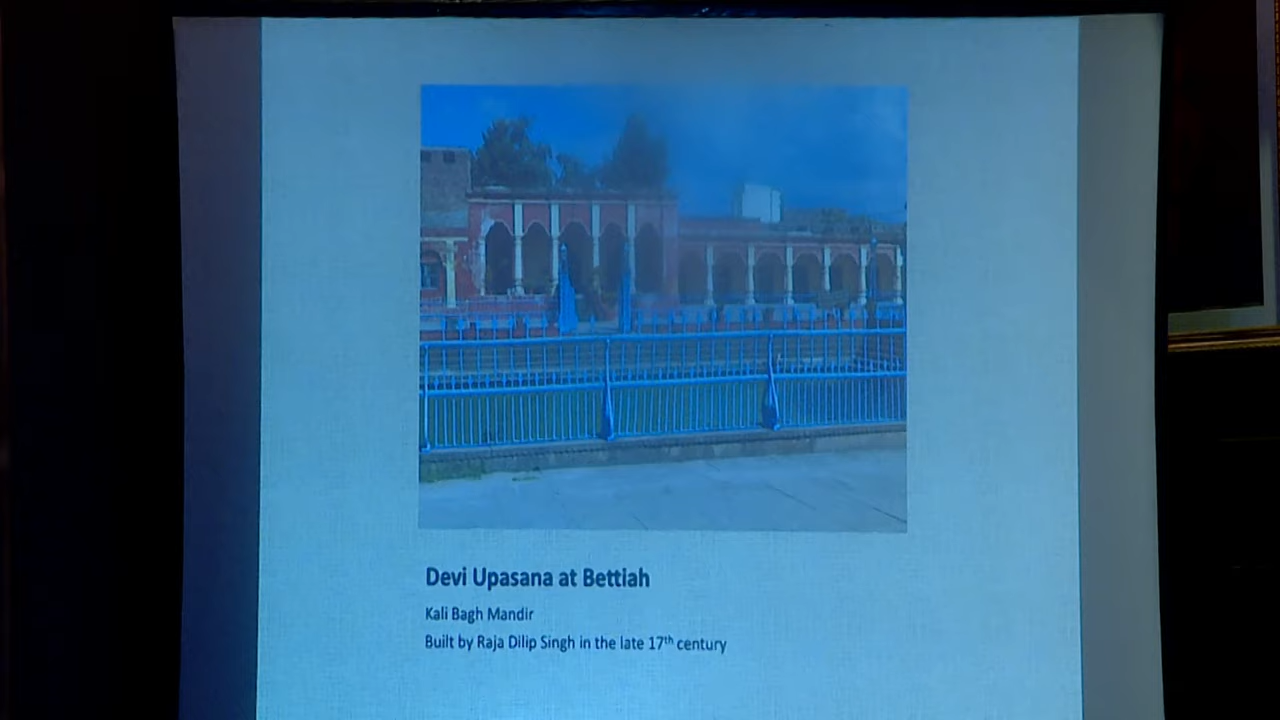 Devi Upasana at Bettiah
Kali Bagh Mandir
Built by Raja Dilip Singh in the late 17th century